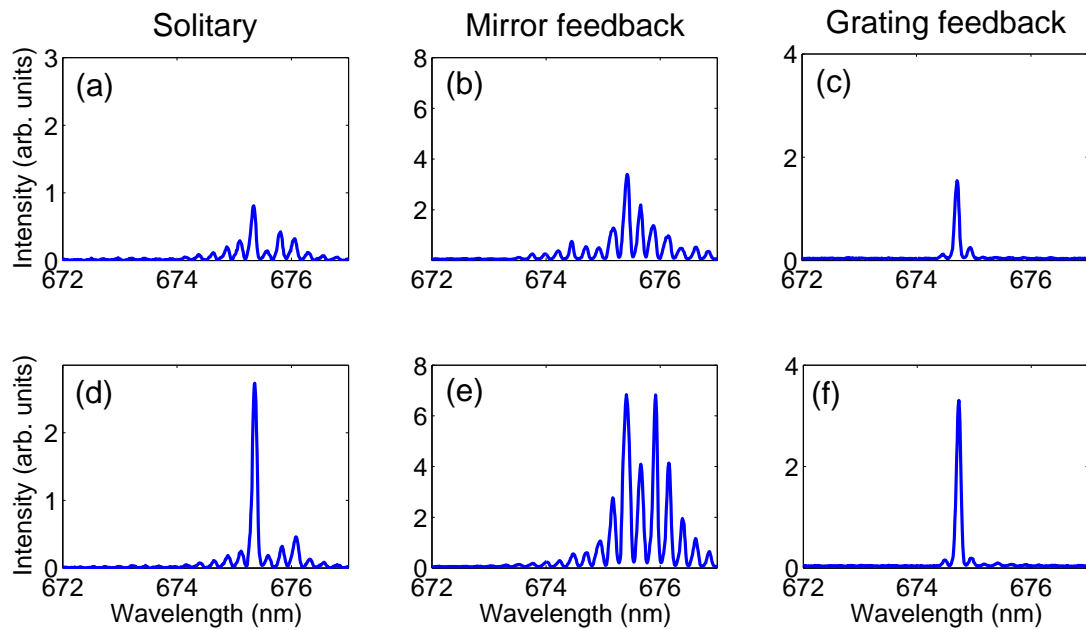 Solitary
Mirror feedback
Grating feedback
Intensity (arb. units)
3
2
1
0
(a)
672
674
676
8
6
4
2
(b)
672
674
676
4
2
0
(c)
672
674
676
Intensity (arb. units)
2
1
0
(d)
672
674
676
Wavelength (nm)
8
6
4
2
0
(e)
672
674
676
Wavelength (nm)
4
2
0
(f)
672
674
676
Wavelength (nm)